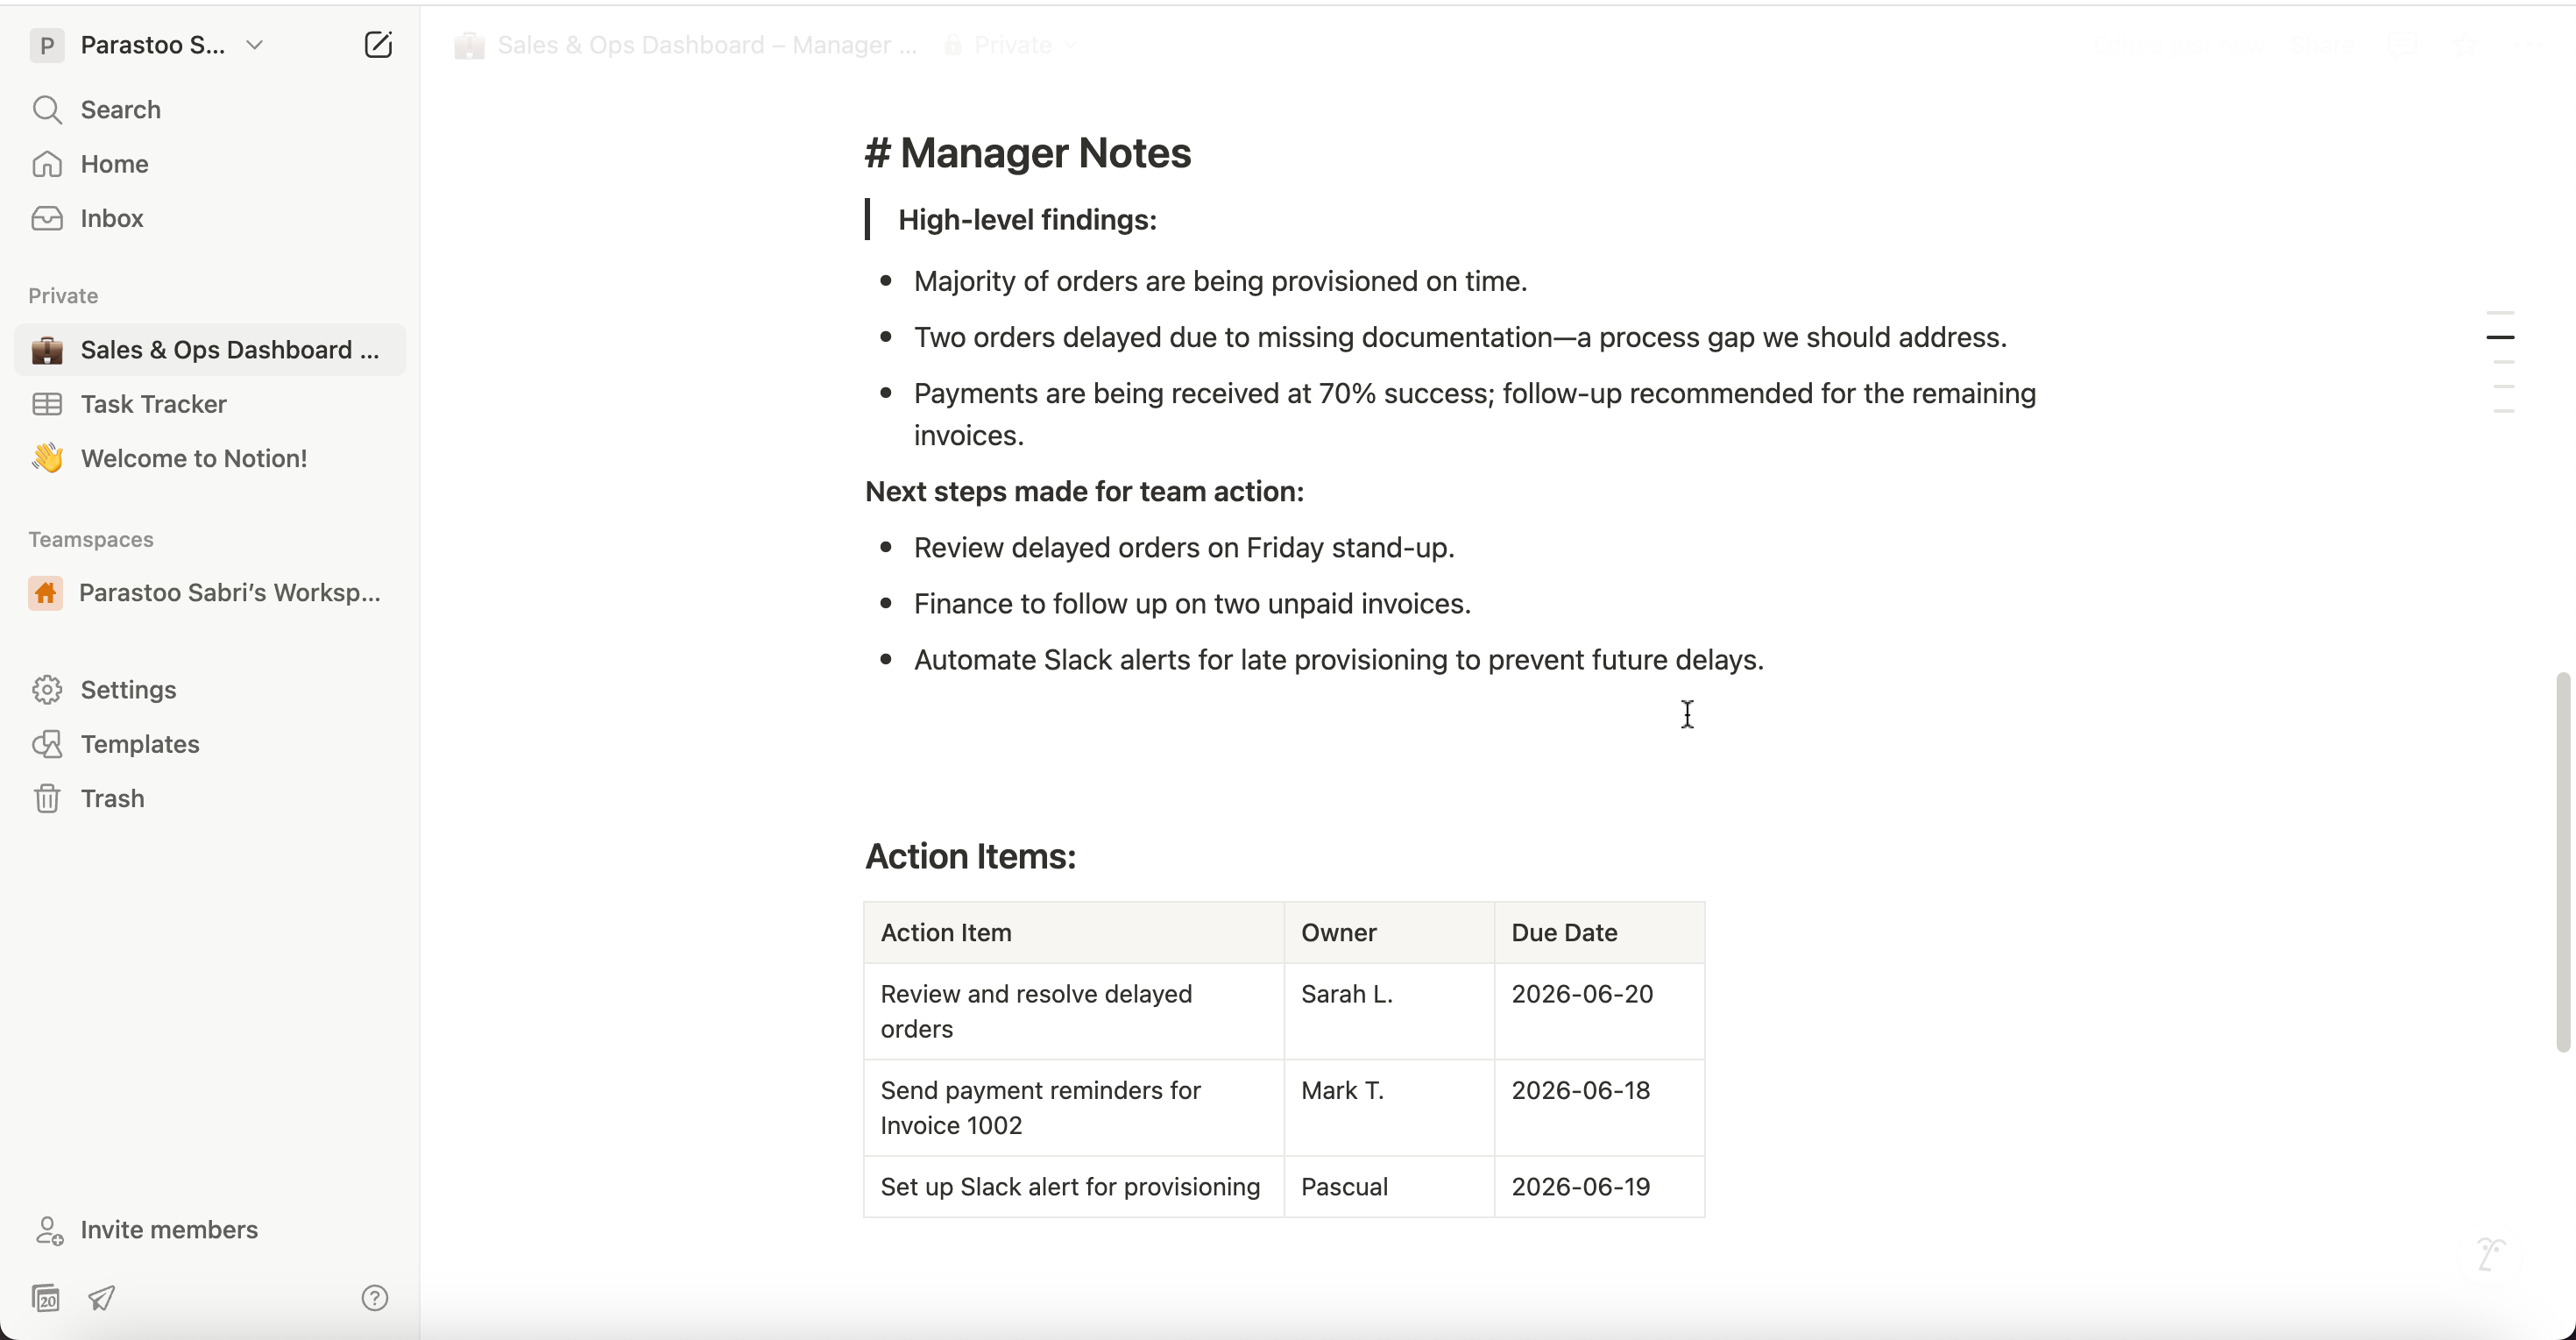 P Parastoo S...
Search
Home
Inbox
Private
Sales & Ops Dashboard ...
Task Tracker
Welcome to Notion!
Teamspaces
Parastoo Sabri’s Worksp...
Settings
Templates
Trash
Invite members
20
Sales & Ops Dashboard – Manager ... Private
Share
# Manager Notes
High-level findings:
• Majority of orders are being provisioned on time.
• Two orders delayed due to missing documentation—a process gap we should address.
• Payments are being received at 70% success; follow-up recommended for the remaining
invoices.
Next steps made for team action:
• Review delayed orders on Friday stand-up.
• Finance to follow up on two unpaid invoices.
• Automate Slack alerts for late provisioning to prevent future delays.
Action Items:
Action Item Owner Due Date
Review and resolve delayed Sarah L. 2026-06-20
orders
Send payment reminders for Mark T. 2026-06-18
Invoice 1002
Set up Slack alert for provisioning Pascual 2026-06-19